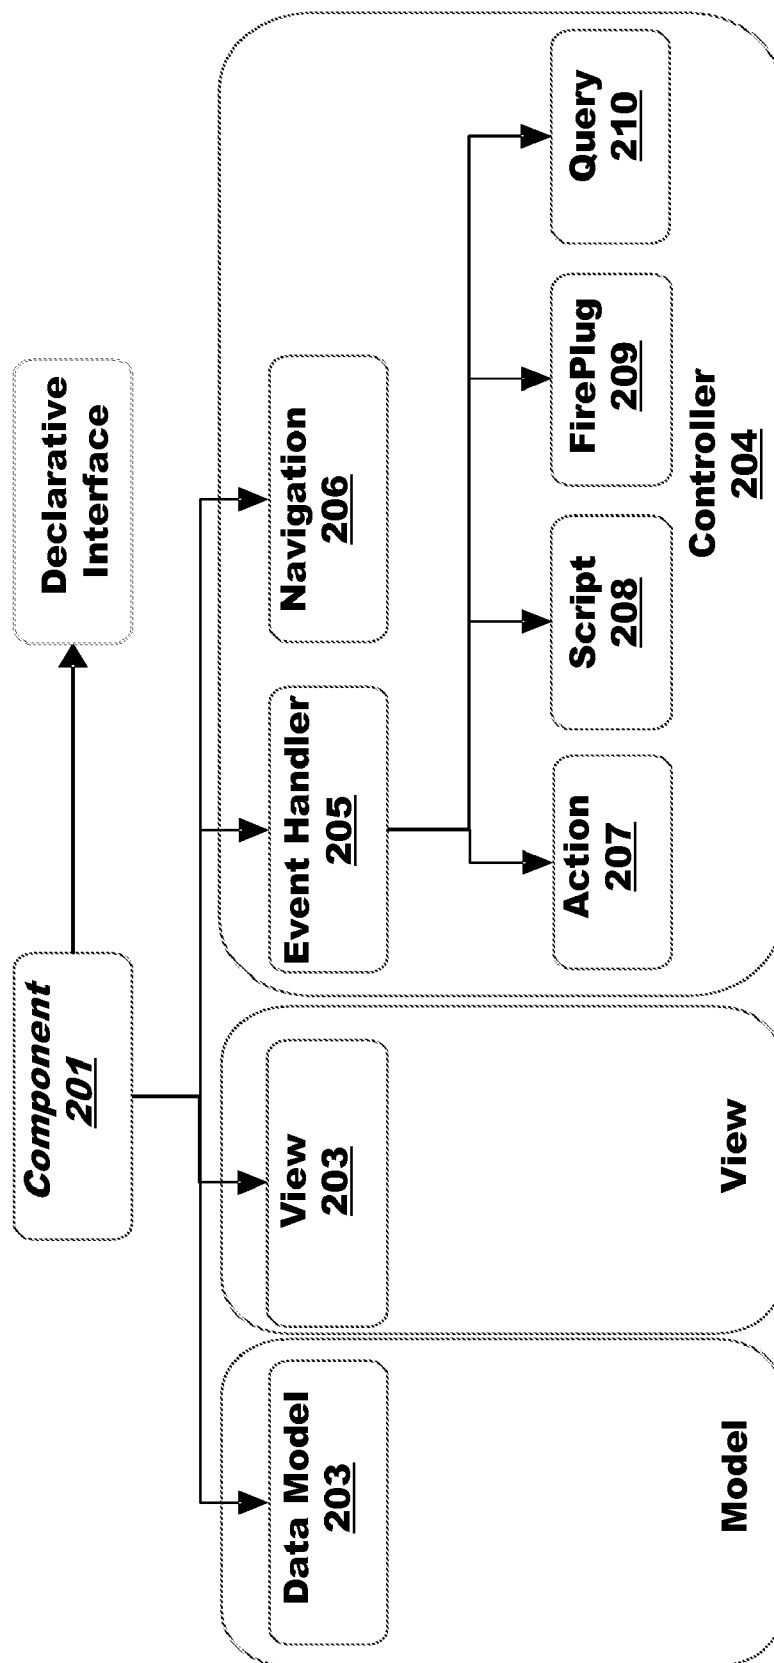 Component
201
Declarative
Interface
Data Model
203
View
203
Event Handler
205
Navigation
206
Action
207
Script
208
FirePlug
209
Query
210
Model
View
Controller
204